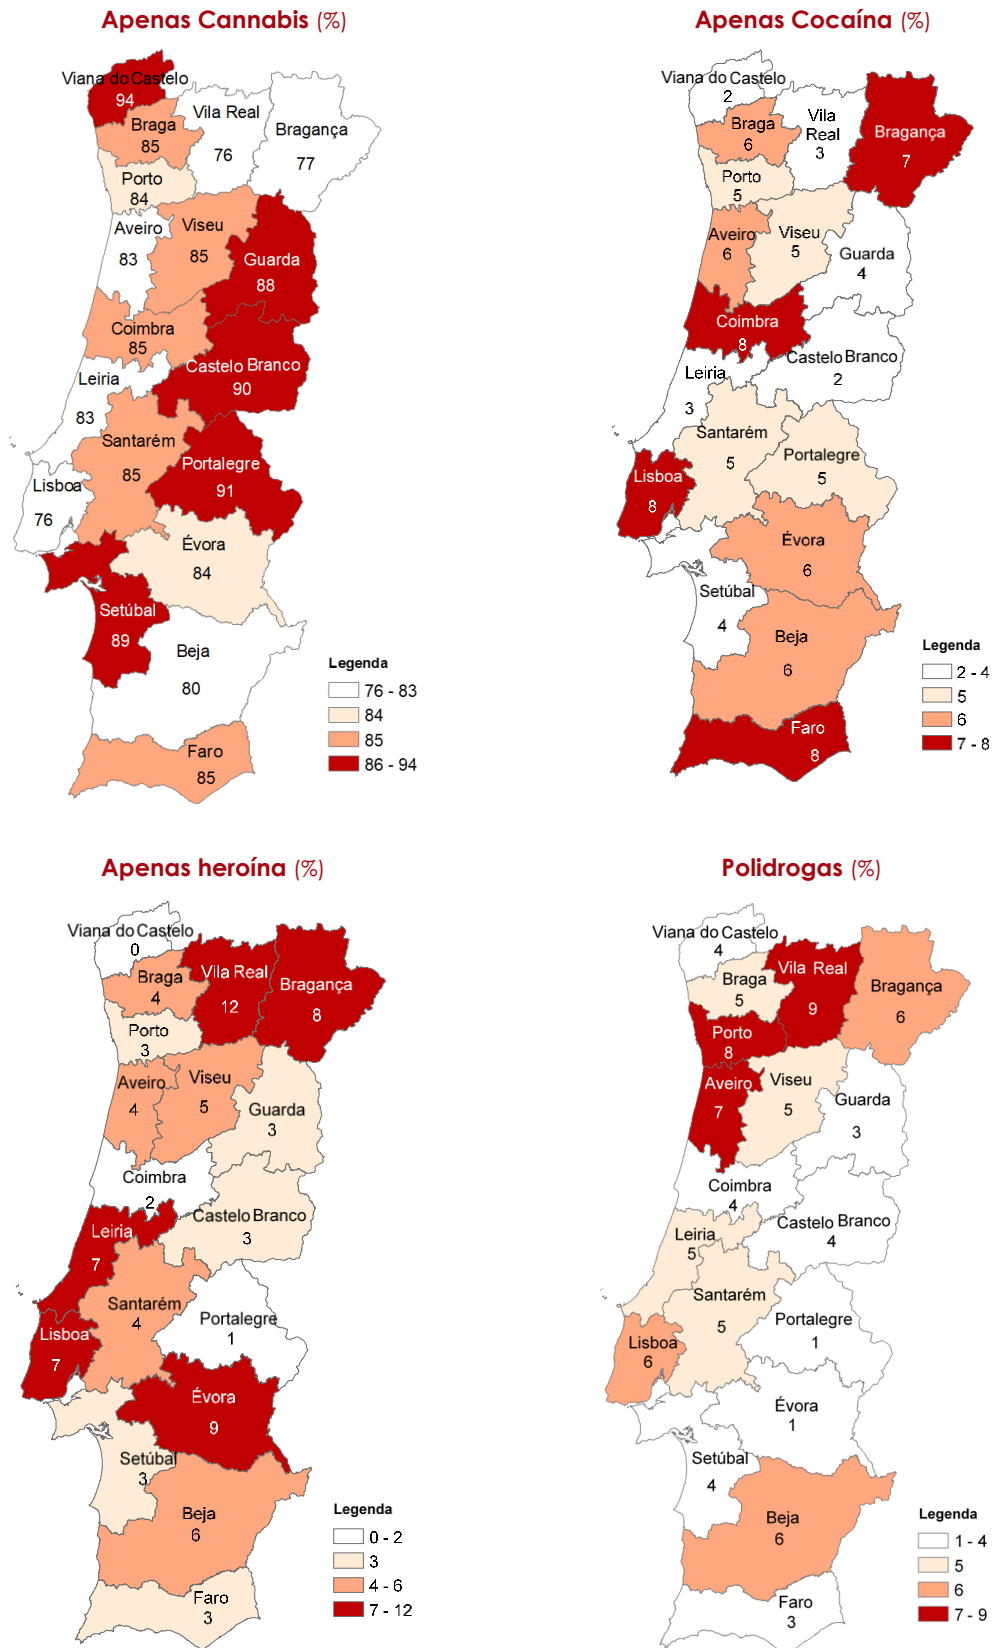 Apenas Cannabis (%)
Viana do Castelo
94
Braga
85
Vila Real
76
Bragança
77
Porto
84
Aveiro
83
Viseu
85
Guarda
88
Coimbra
85
Castelo Branco
90
Leiria
83
Santarém
85
Portalegre
91
Lisboa
76
Évora
84
Setúbal
89
Beja
80
Faro
85
Legenda
76 - 83
84
85
86 - 94
Apenas Cocaína (%)
Viana do Castelo
2
Braga
6
Vila
Real
3
Bragança
7
Porto
5
Aveiro
6
Viseu
5
Guarda
4
Coimbra
8
Castelo Branco
2
Leiria
3
Santarém
5
Portalegre
5
Lisboa
8
Évora
6
Setúbal
4
Beja
6
Faro
8
Legenda
2 - 4
5
6
7 - 8
Apenas heroína (%)
Viana do Castelo
0
Braga
4
Vila Real
12
Bragança
8
Porto
3
Aveiro
4
Viseu
5
Guarda
3
Coimbra
2
Castelo Branco
3
Leiria
7
Santarém
4
Portalegre
1
Lisboa
7
Évora
9
Setúbal
3
Beja
6
Faro
3
Legenda
0 - 2
3
4 - 6
7 - 12
Polidrogas (%)
Viana do Castelo
4
Braga
5
Vila Real
9
Bragança
6
Porto
8
Aveiro
7
Viseu
5
Guarda
3
Coimbra
4
Castelo Branco
4
Leiria
5
Santarém
5
Portalegre
1
Lisboa
6
Évora
1
Setúbal
4
Beja
6
Faro
3
Legenda
1 - 4
5
6
7 - 9